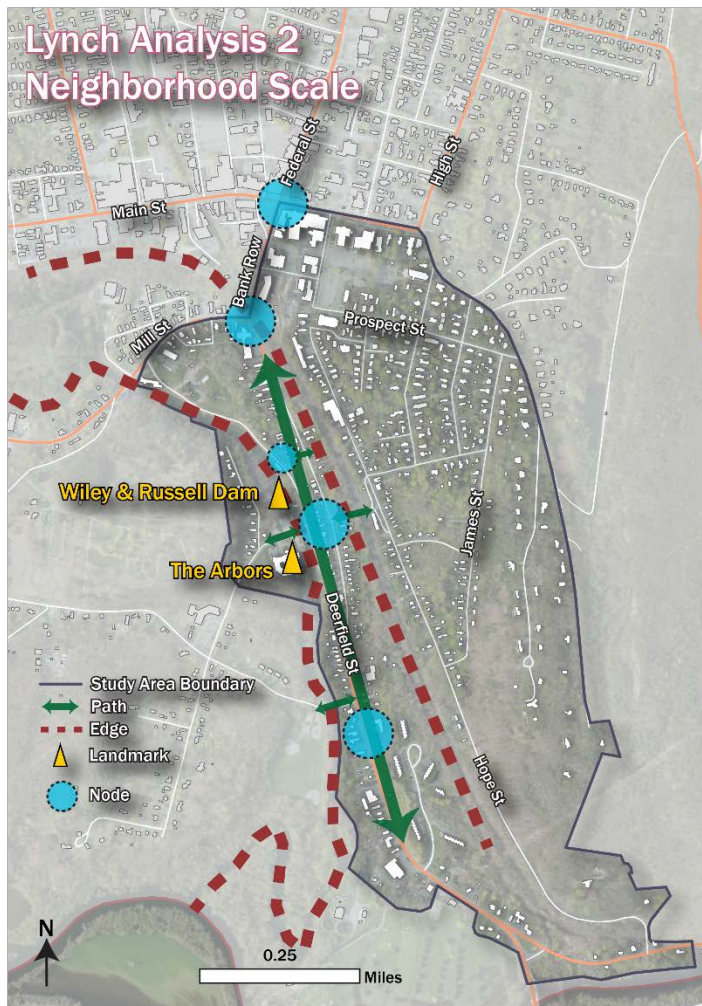 Lynch Analysis 2
Neighborhood Scale
Federal St
High St
Main St
Bank Row
Mill St
Prospect St
Wiley & Russell Dam
The Arbors
James St
Deerfield St
Hope St
Study Area Boundary
Path
Edge
Landmark
Node
N
0.25
Miles